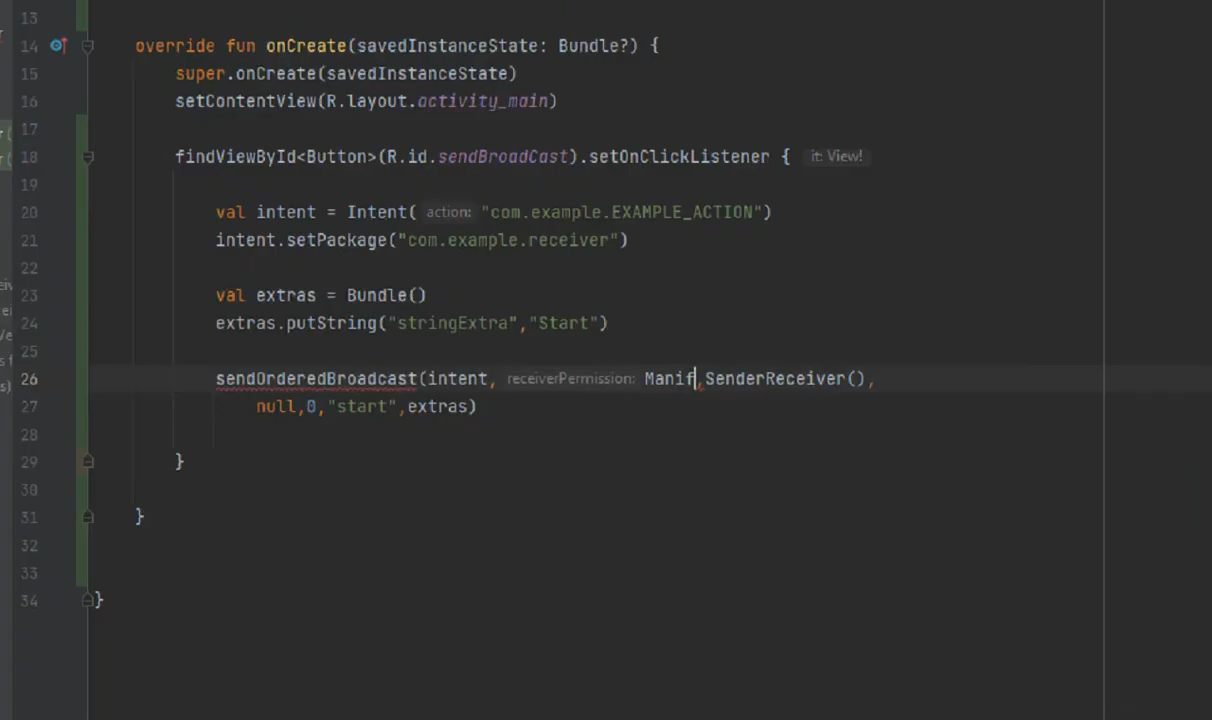 13
14 override fun onCreate(savedInstanceState: Bundle?) {
15 super.onCreate(savedInstanceState)
16 setContentView(R.layout.activity_main)
17
18 findViewById<Button>(R.id.sendBroadCast).setOnClickListener { it: View!
19
20 val intent = Intent( action: "com.example.EXAMPLE_ACTION")
21 intent.setPackage("com.example.receiver")
22
23 val extras = Bundle()
24 extras.putString("stringExtra","Start")
25
26 sendOrderedBroadcast(intent, receiverPermission: Manif,SenderReceiver(),
27 null,0,"start",extras)
28
29 }
30
31 }
32
33
34 }